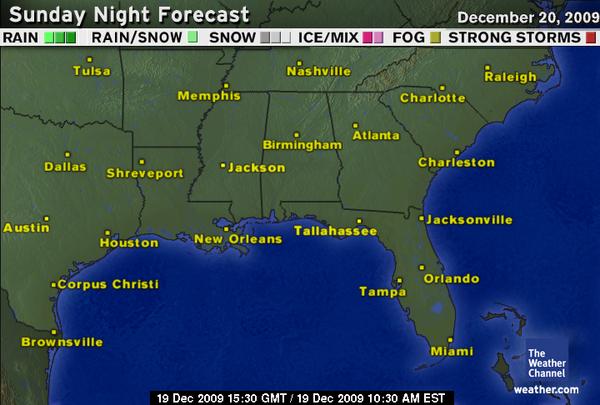 Sunday Night Forecast
December 20, 2009
RAIN RAIN/SNOW SNOW ICE/MIX FOG STRONG STORMS
Tulsa
Nashville
Raleigh
Memphis
Charlotte
Birmingham
Atlanta
Dallas
Shreveport
Jackson
Charleston
Austin
Houston
New Orleans
Tallahassee
Jacksonville
Corpus Christi
Tampa
Orlando
Brownsville
Miami
The
Weather
Channel
weather.com
19 Dec 2009 15:30 GMT / 19 Dec 2009 10:30 AM EST